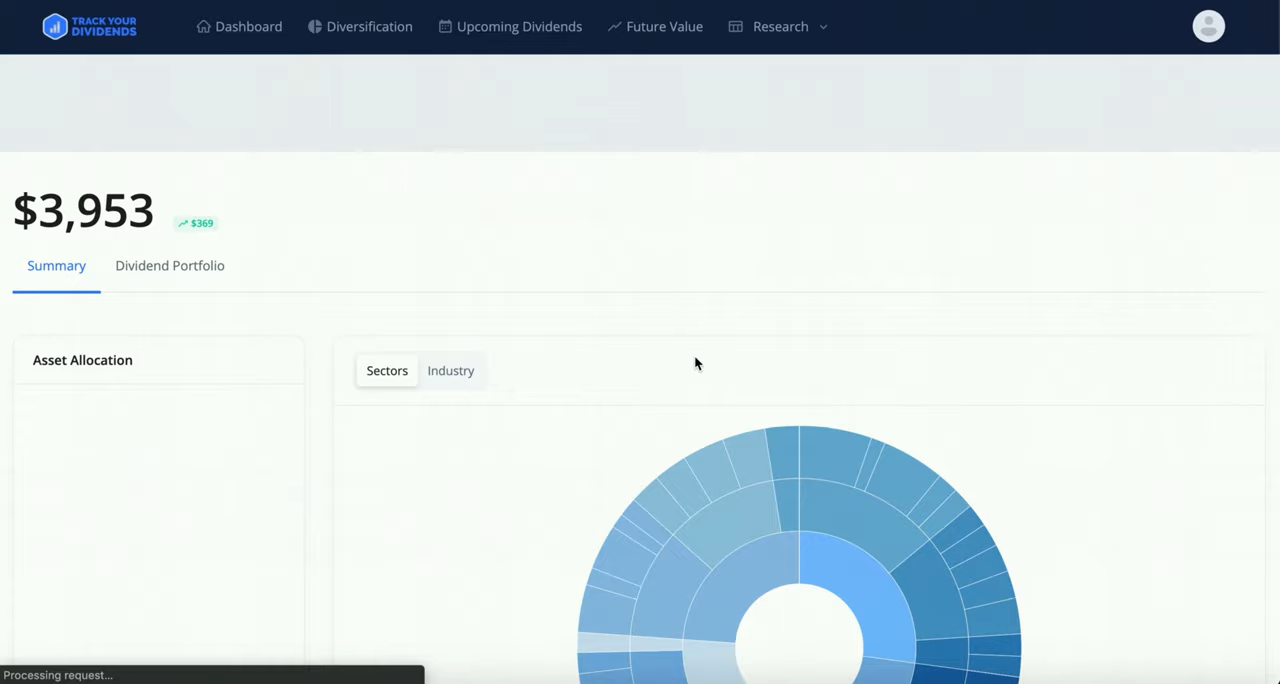 TRACK YOUR
DIVIDENDS
Dashboard
Diversification
Upcoming Dividends
Future Value
Research
$3,953
$369
Summary
Dividend Portfolio
Asset Allocation
Sectors
Industry
Processing request...